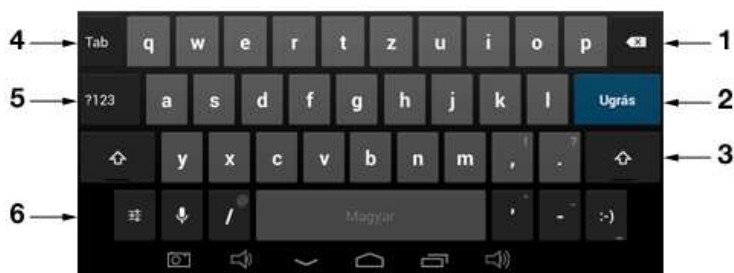 4 Tab q w e r t z u i o p 1
5 ?123 a s d f g h j k l Ugrás 2
y x c v b n m , ! . ? 3
6 / @ Magyar ' " - _ :-)